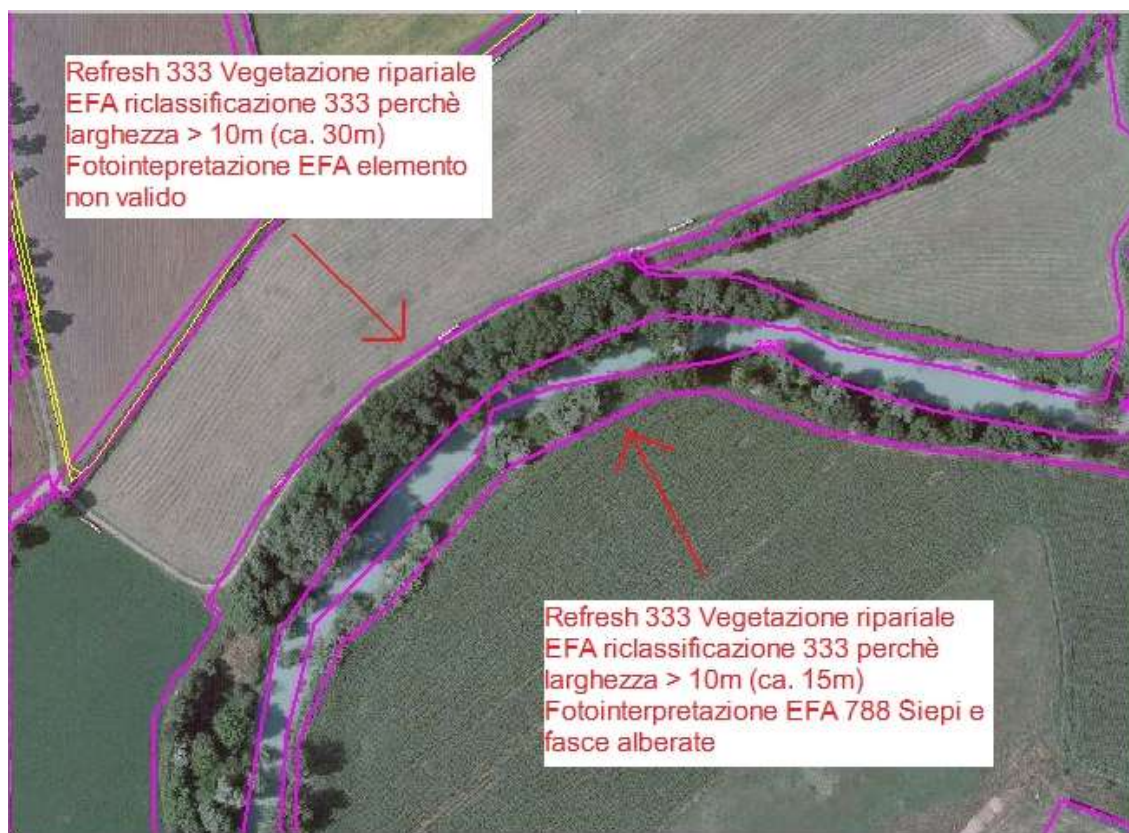 Refresh 333 Vegetazione ripariale
EFA riclassificazione 333 perchè
larghezza > 10m (ca. 30m)
Fotointepretazione EFA elemento
non valido
Refresh 333 Vegetazione ripariale
EFA riclassificazione 333 perchè
larghezza > 10m (ca. 15m)
Fotointerpretazione EFA 788 Siepi e
fasce alberate